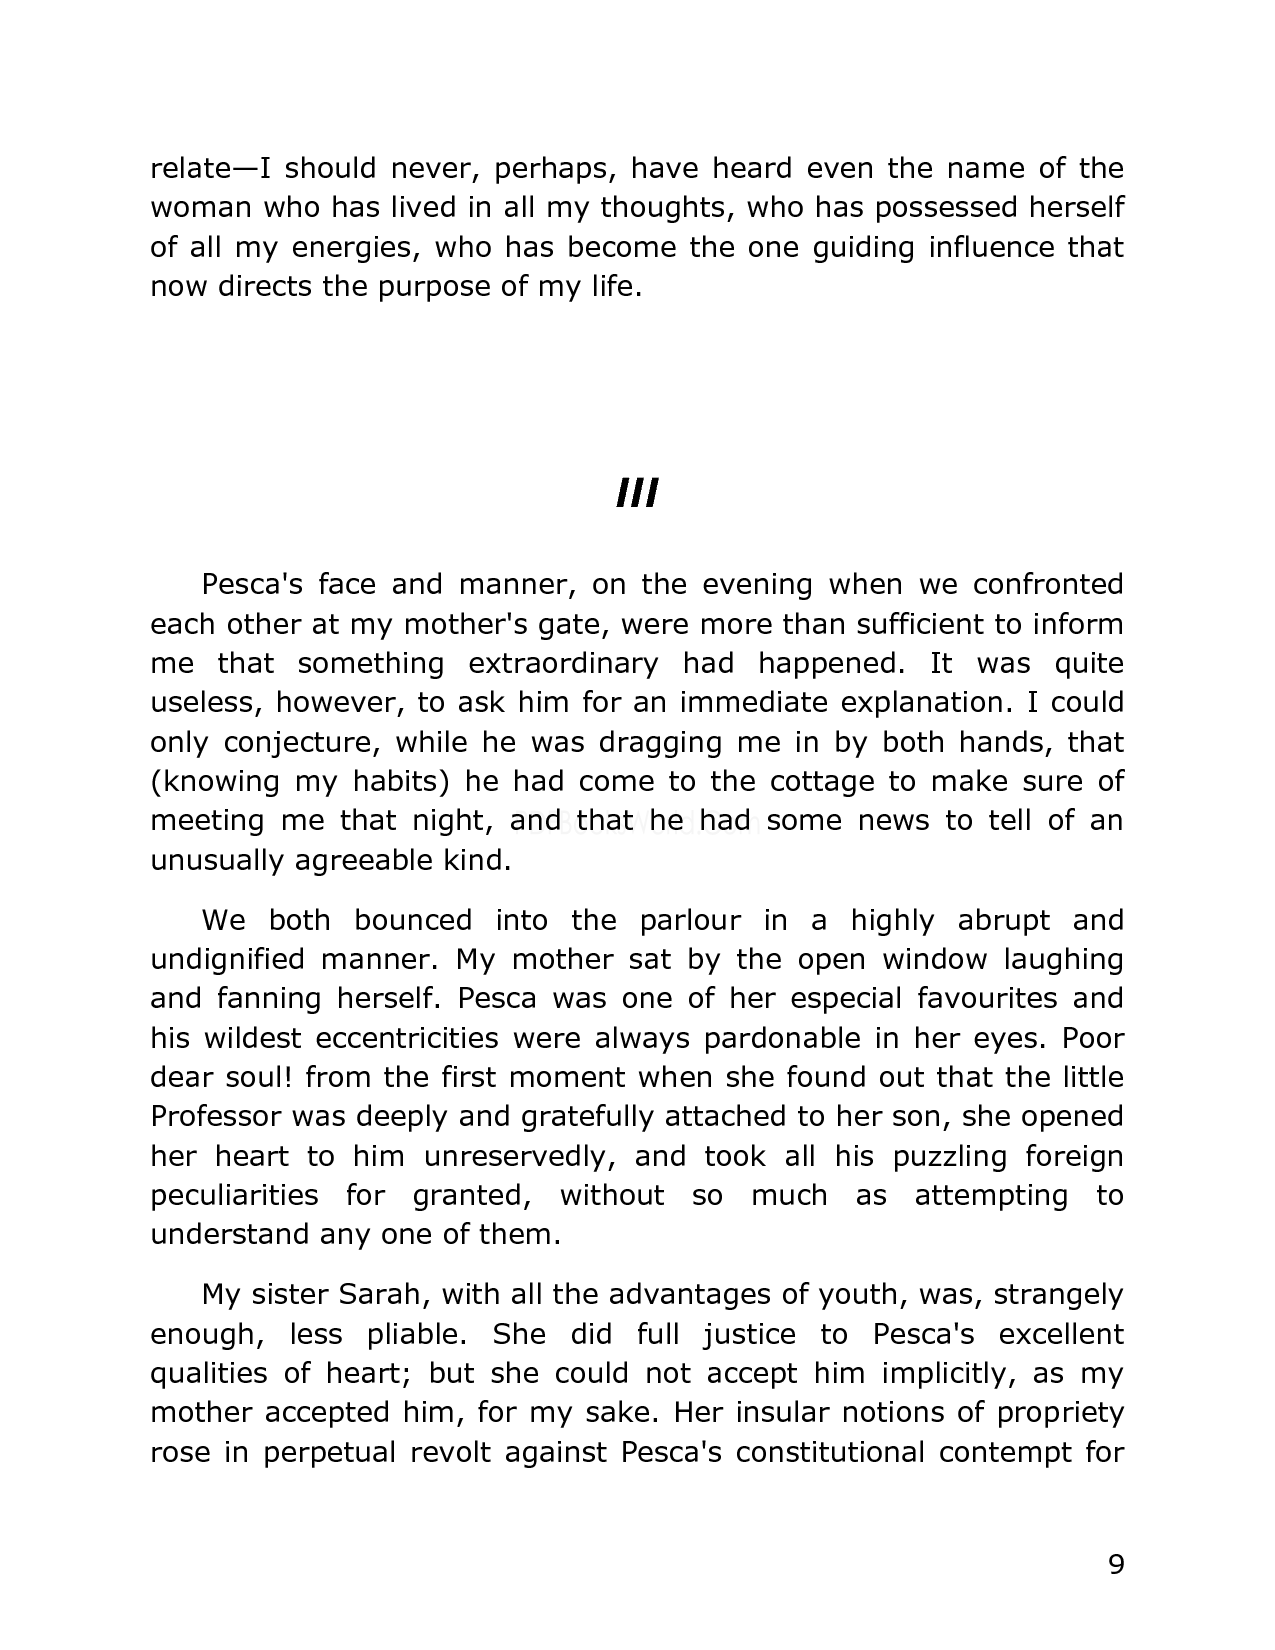 relate—I should never, perhaps, have heard even the name of the
woman who has lived in all my thoughts, who has possessed herself
of all my energies, who has become the one guiding influence that
now directs the purpose of my life.
III
Pesca's face and manner, on the evening when we confronted
each other at my mother's gate, were more than sufficient to inform
me that something extraordinary had happened. It was quite
useless, however, to ask him for an immediate explanation. I could
only conjecture, while he was dragging me in by both hands, that
(knowing my habits) he had come to the cottage to make sure of
meeting me that night, and that he had some news to tell of an
unusually agreeable kind.
We both bounced into the parlour in a highly abrupt and
undignified manner. My mother sat by the open window laughing
and fanning herself. Pesca was one of her especial favourites and
his wildest eccentricities were always pardonable in her eyes. Poor
dear soul! from the first moment when she found out that the little
Professor was deeply and gratefully attached to her son, she opened
her heart to him unreservedly, and took all his puzzling foreign
peculiarities for granted, without so much as attempting to
understand any one of them.
My sister Sarah, with all the advantages of youth, was, strangely
enough, less pliable. She did full justice to Pesca's excellent
qualities of heart; but she could not accept him implicitly, as my
mother accepted him, for my sake. Her insular notions of propriety
rose in perpetual revolt against Pesca's constitutional contempt for
9